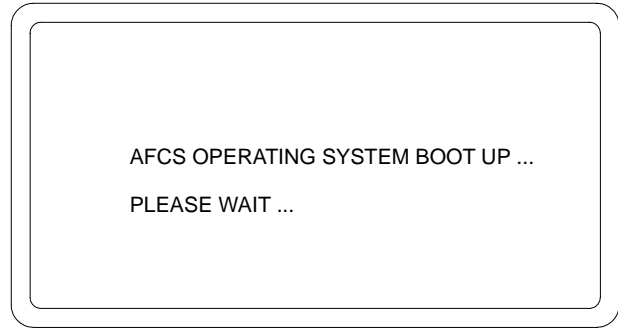 AFCS OPERATING SYSTEM BOOT UP ...
PLEASE WAIT ...